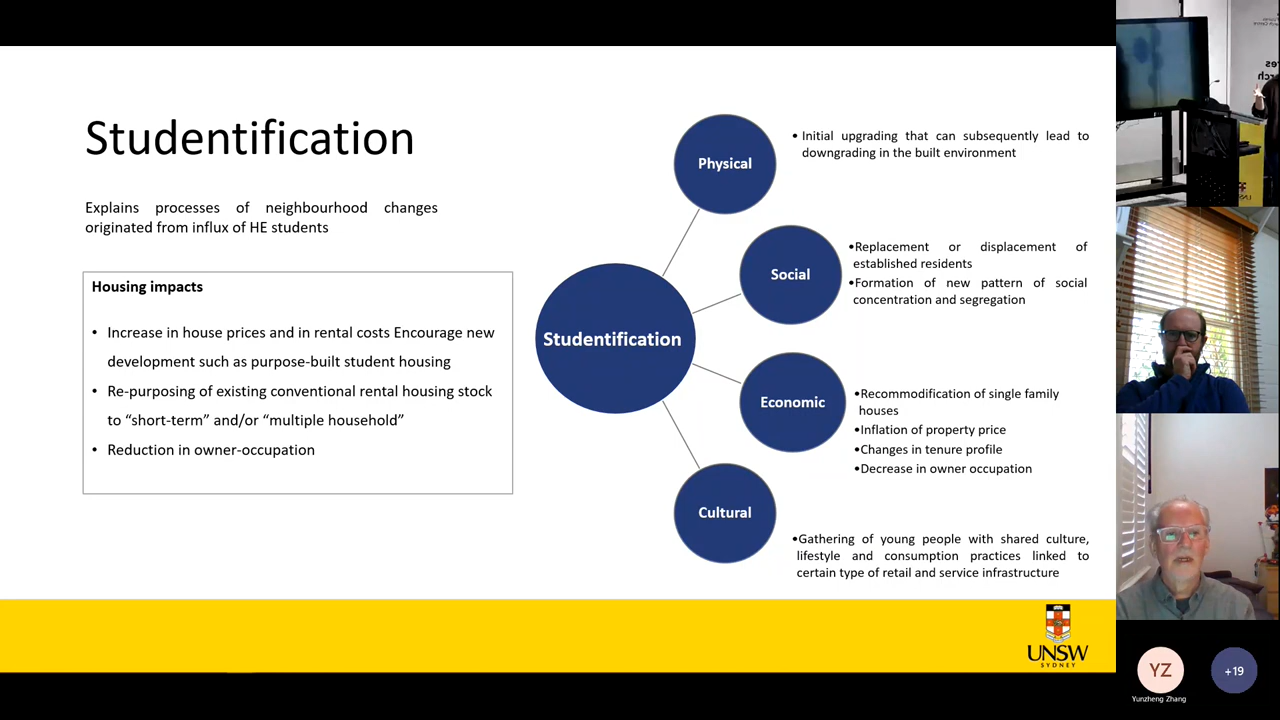 Studentification
Explains processes of neighbourhood changes
originated from influx of HE students
Housing impacts
• Increase in house prices and in rental costs Encourage new
development such as purpose-built student housing
• Re-purposing of existing conventional rental housing stock
to “short-term” and/or “multiple household”
• Reduction in owner-occupation
Studentification
Physical
• Initial upgrading that can subsequently lead to
downgrading in the built environment
Social
•Replacement or displacement of
established residents
•Formation of new pattern of social
concentration and segregation
Economic
•Recommodification of single family
houses
•Inflation of property price
•Changes in tenure profile
•Decrease in owner occupation
Cultural
•Gathering of young people with shared culture,
lifestyle and consumption practices linked to
certain type of retail and service infrastructure
UNSW
SYDNEY
YZ
Yunzheng Zhang
+19